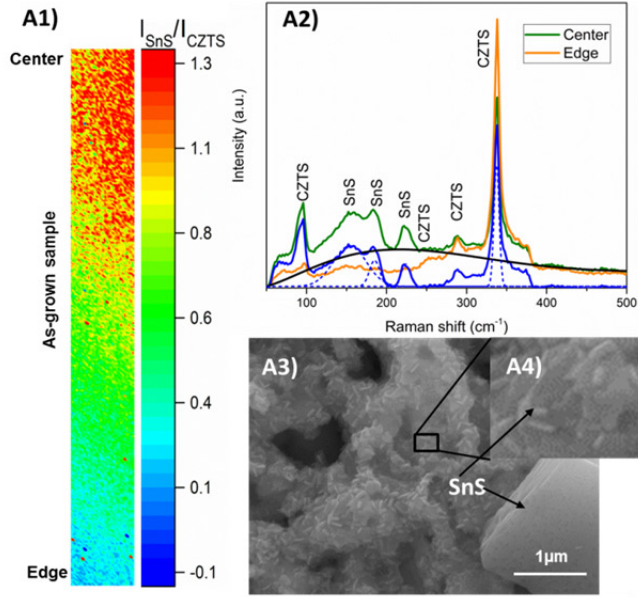 A1)
I_SnS/I_CZTS
Center
As-grown sample
Edge
1.3
1.1
0.8
0.6
0.4
0.1
-0.1
A2)
Center
Edge
CZTS
CZTS
SnS
SnS
SnS
CZTS
CZTS
Intensity (a.u.)
100
200
300
400
500
Raman shift (cm⁻¹)
A3)
A4)
SnS
1μm